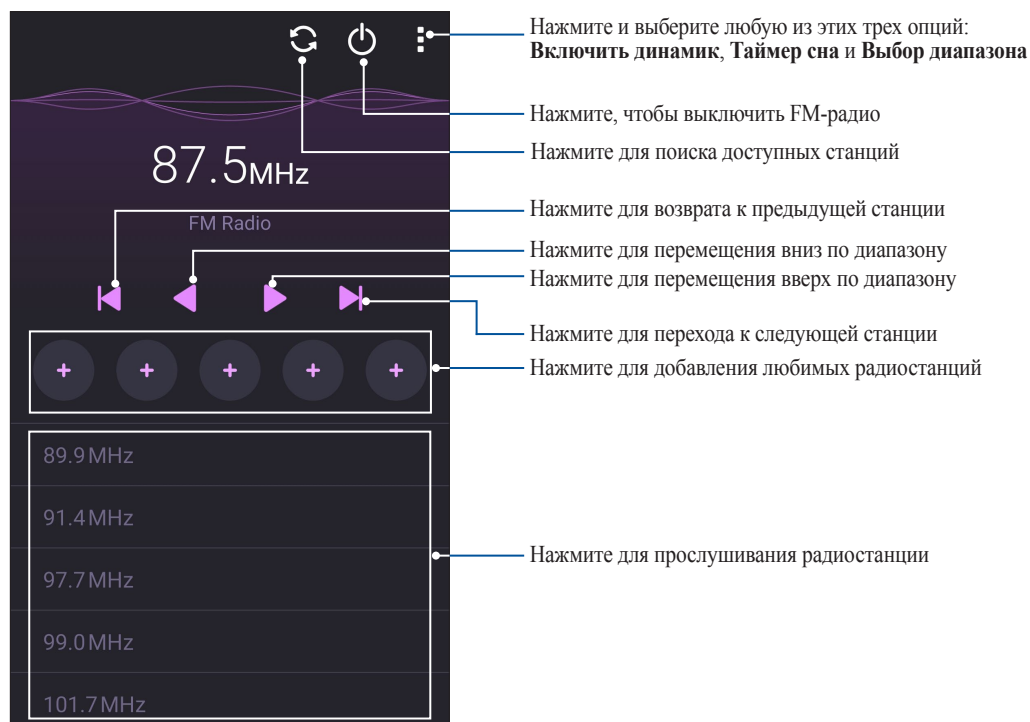 Нажмите и выберите любую из этих трех опций:
Включить динамик, Таймер сна и Выбор диапазона
Нажмите, чтобы выключить FM-радио
Нажмите для поиска доступных станций
87.5MHz
FM Radio
Нажмите для возврата к предыдущей станции
Нажмите для перемещения вниз по диапазону
Нажмите для перемещения вверх по диапазону
Нажмите для перехода к следующей станции
Нажмите для добавления любимых радиостанций
+ + + + +
89.9MHz
91.4MHz
97.7MHz
99.0MHz
101.7MHz
Нажмите для прослушивания радиостанции